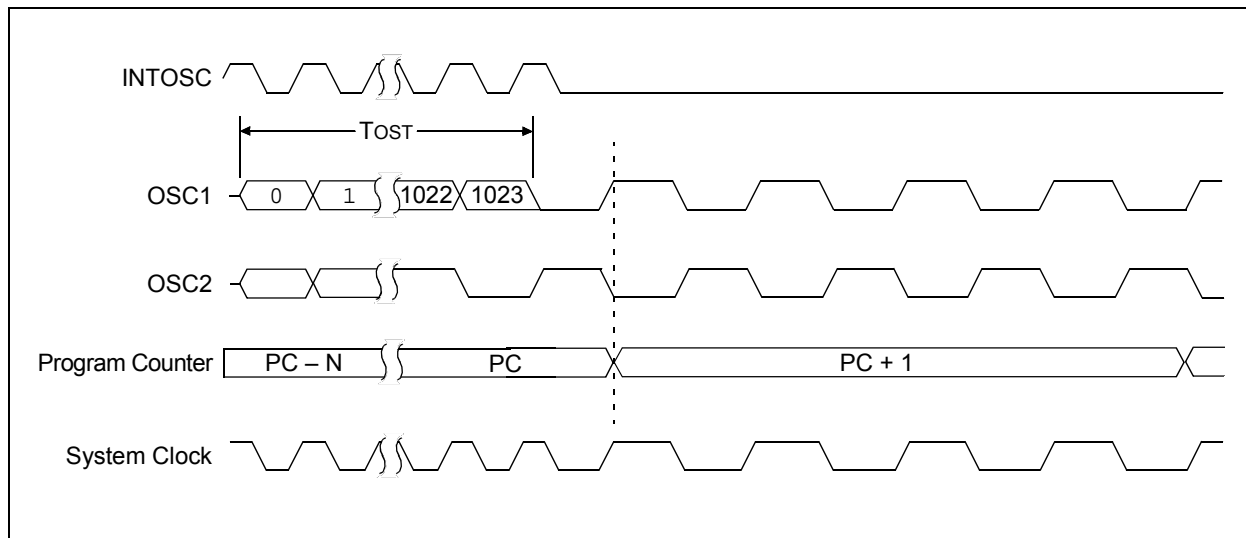 INTOSC
TOST
OSC1 0 1 1022 1023
OSC2
Program Counter PC – N PC PC + 1
System Clock